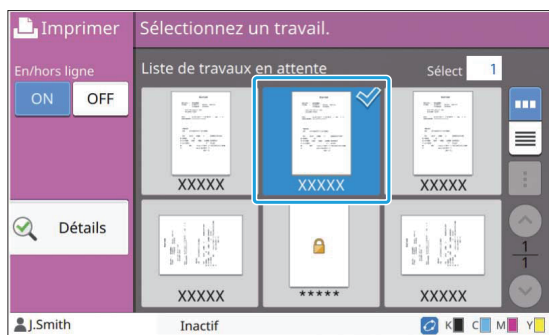 Imprimer
Sélectionnez un travail.
En/hors ligne
ON OFF
Liste de travaux en attente
Sélect 1
XXXXX XXXXX XXXXX
Détails
XXXXX ***** XXXXX
1
1
J.Smith
Inactif
K C M Y